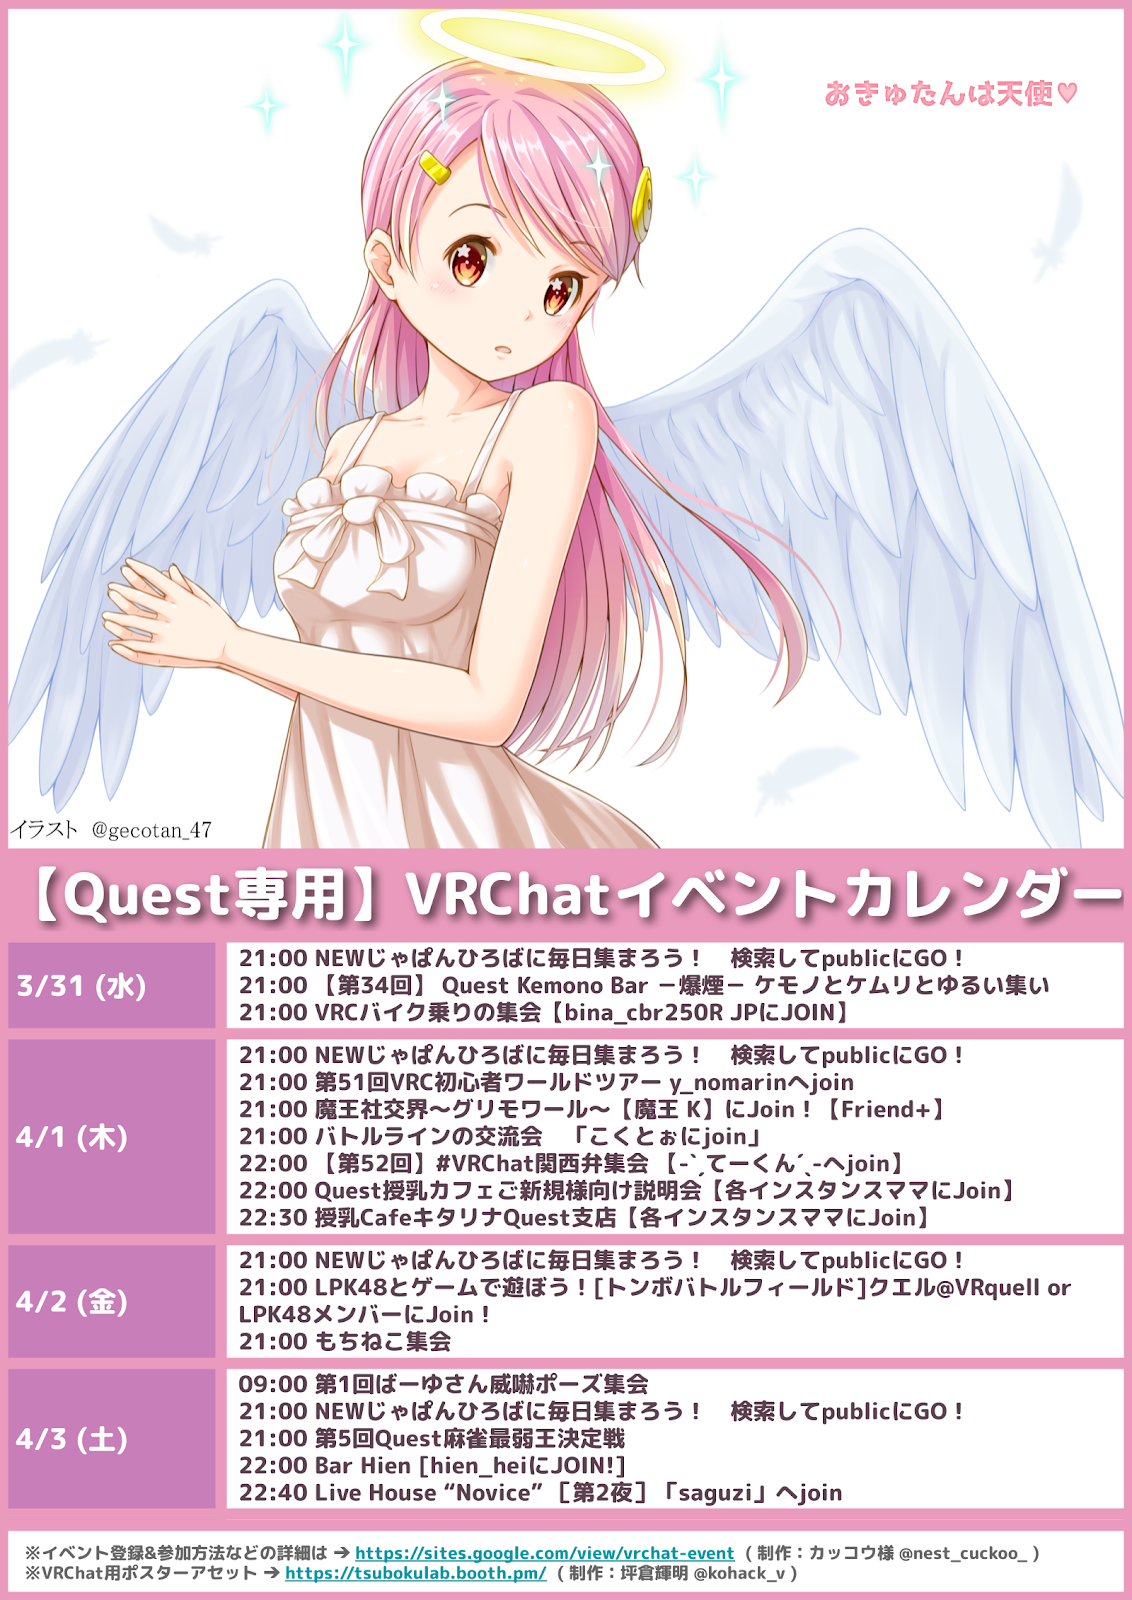 おきゅたんは天使♥
イラスト @gecotan_47
【Quest専用】VRChatイベントカレンダー
3/31 (水)
21:00 NEWじゃぱんひろばに毎日集まろう！　検索してpublicにGO！
21:00 【第34回】 Quest Kemono Bar －爆煙－ ケモノとケムリとゆるい集い
21:00 VRCバイク乗りの集会【bina_cbr250R JPにJOIN】
4/1 (木)
21:00 NEWじゃぱんひろばに毎日集まろう！　検索してpublicにGO！
21:00 第51回VRC初心者ワールドツアー y_nomarinへjoin
21:00 魔王社交界～グリモワール～【魔王 K】にJoin！【Friend+】
21:00 バトルラインの交流会　「こくとぉにjoin」
22:00 【第52回】#VRChat関西弁集会 【-`ˏてーくんˊˎ-へjoin】
22:00 Quest授乳カフェご新規様向け説明会【各インスタンスママにJoin】
22:30 授乳CafeキタリナQuest支店【各インスタンスママにJoin】
4/2 (金)
21:00 NEWじゃぱんひろばに毎日集まろう！　検索してpublicにGO！
21:00 LPK48とゲームで遊ぼう！[トンボバトルフィールド]クエル@VRquell or
LPK48メンバーにJoin！
21:00 もちねこ集会
4/3 (土)
09:00 第1回ばーゆさん威嚇ポーズ集会
21:00 NEWじゃぱんひろばに毎日集まろう！　検索してpublicにGO！
21:00 第5回Quest麻雀最弱王決定戦
22:00 Bar Hien [hien_heiにJOIN!]
22:40 Live House “Novice” ［第2夜］「saguzi」へjoin
※イベント登録&参加方法などの詳細は → https://sites.google.com/view/vrchat-event ( 制作：カッコウ様 @nest_cuckoo_ )
※VRChat用ポスターアセット → https://tsubokulab.booth.pm/ ( 制作：坪倉輝明 @kohack_v )